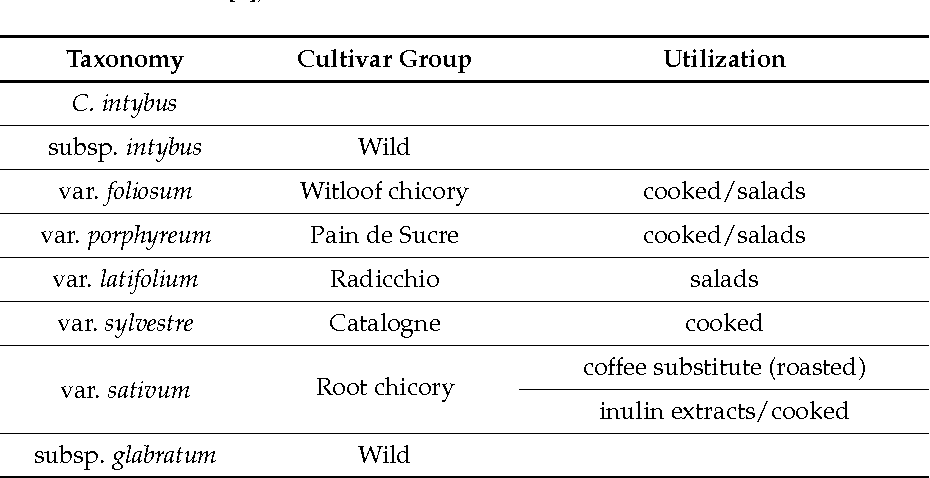 Taxonomy Cultivar Group Utilization
C. intybus
subsp. intybus Wild
var. foliosum Witloof chicory cooked/salads
var. porphyreum Pain de Sucre cooked/salads
var. latifolium Radicchio salads
var. sylvestre Catalogne cooked
var. sativum Root chicory coffee substitute (roasted)
inulin extracts/cooked
subsp. glabratum Wild